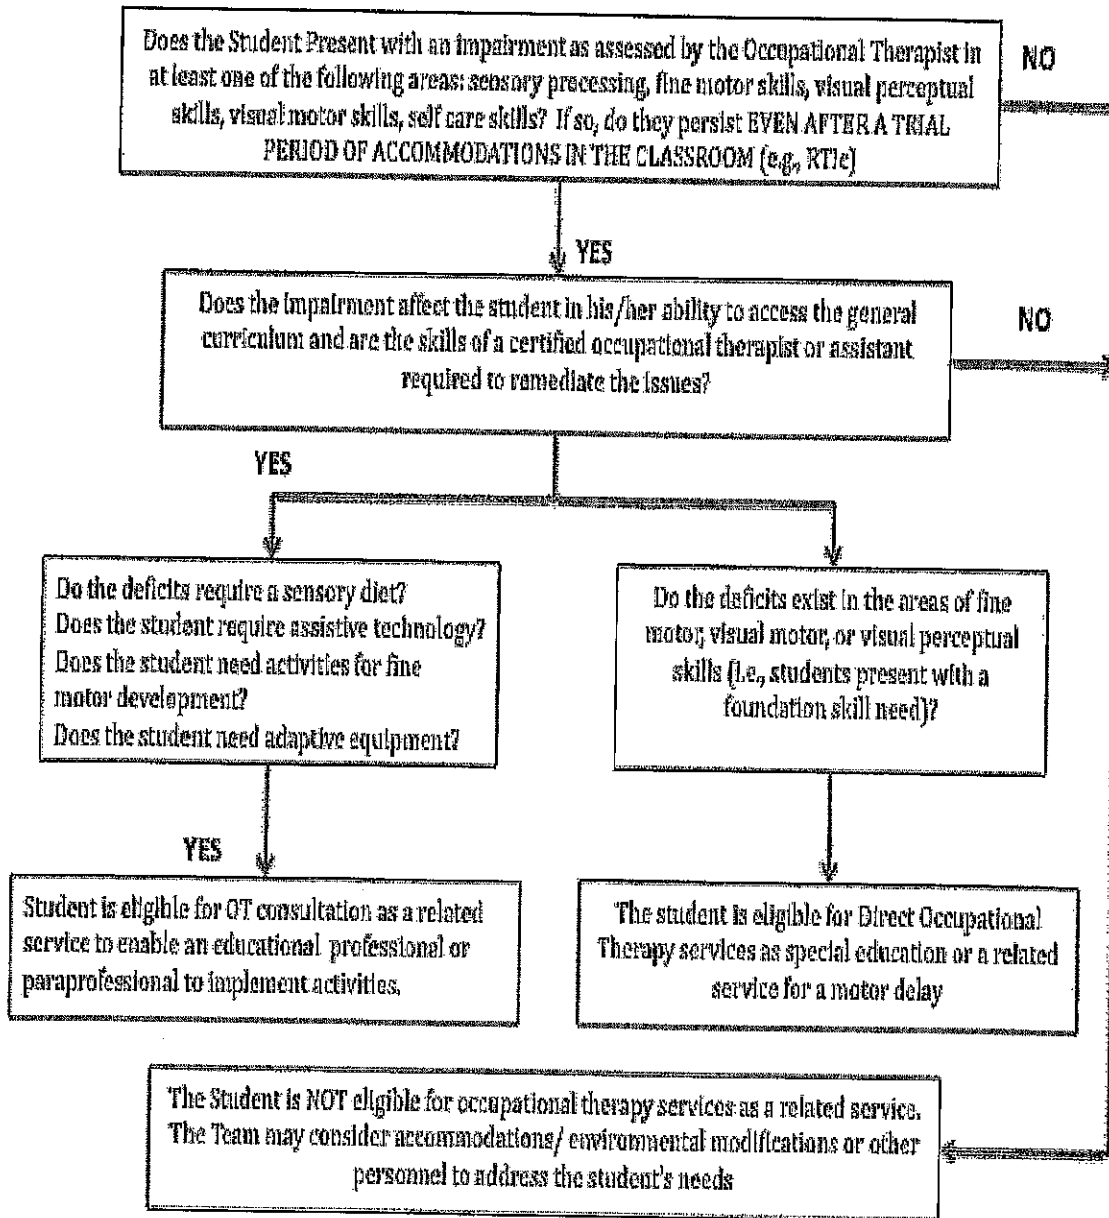 Does the Student Present with an impairment as assessed by the Occupational Therapist in
at least one of the following areas: sensory processing, fine motor skills, visual perceptual
skills, visual motor skills, self care skills? If so, do they persist EVEN AFTER A TRIAL
PERIOD OF ACCOMMODATIONS IN THE CLASSROOM (e.g., RTIc)
NO
YES
Does the impairment affect the student in his/her ability to access the general
curriculum and are the skills of a certified occupational therapist or assistant
required to remediate the issues?
NO
YES
Do the deficits require a sensory diet?
Does the student require assistive technology?
Does the student need activities for fine
motor development?
Does the student need adaptive equipment?
Do the deficits exist in the areas of fine
motor, visual motor, or visual perceptual
skills (i.e., students present with a
foundation skill need)?
YES
Student is eligible for OT consultation as a related
service to enable an educational professional or
paraprofessional to implement activities.
The student is eligible for Direct Occupational
Therapy services as special education or a related
service for a motor delay
The Student is NOT eligible for occupational therapy services as a related service.
The Team may consider accommodations/ environmental modifications or other
personnel to address the student's needs